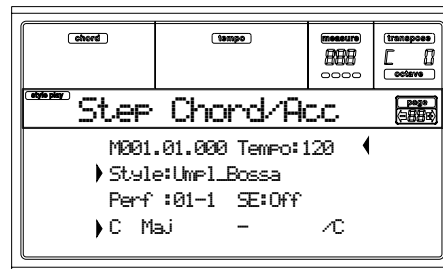 chord
tempo
measure
transpose
888
C 0
octave
style play
Step Chord/Acc
page
M001.01.000 Tempo:120
Style:Umpl_Bossa
Perf :01-1 SE:Off
C Maj - /C